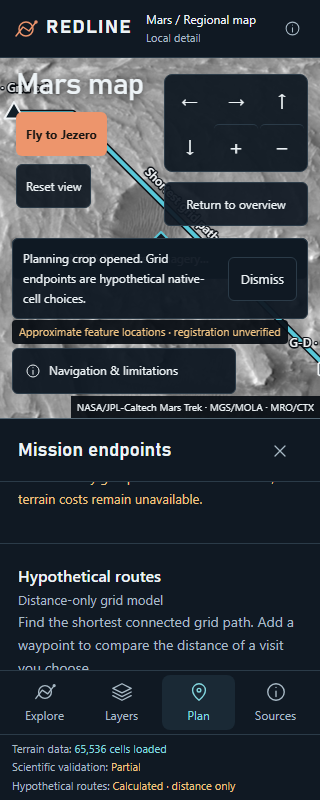 REDLINE
Mars / Regional map
Local detail
Mars map
Fly to Jezero
Reset view
Return to overview
Planning crop opened. Grid
endpoints are hypothetical native-
cell choices.
Dismiss
Approximate feature locations · registration unverified
G-D ·
Navigation & limitations
NASA/JPL-Caltech Mars Trek · MGS/MOLA · MRO/CTX
Mission endpoints
terrain costs remain unavailable.
Hypothetical routes
Distance-only grid model
Find the shortest connected grid path. Add a
waypoint to compare the distance of a visit
you choose
Explore
Layers
Plan
Sources
Terrain data: 65,536 cells loaded
Scientific validation: Partial
Hypothetical routes: Calculated · distance only